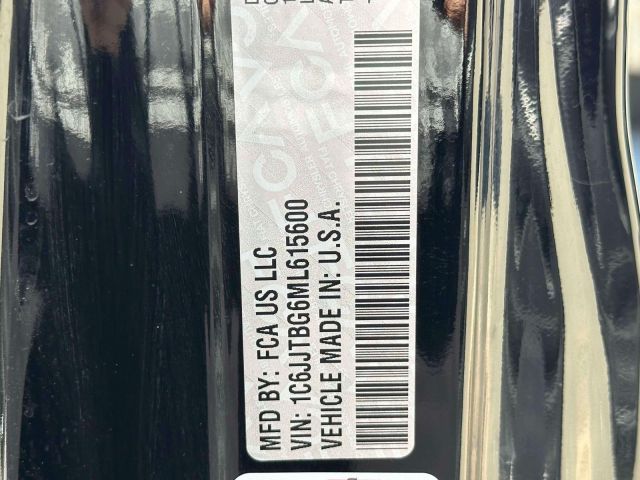 MFD BY: FCA US LLC
VIN: 1C6JJTBG6ML615600
VEHICLE MADE IN: U.S.A.